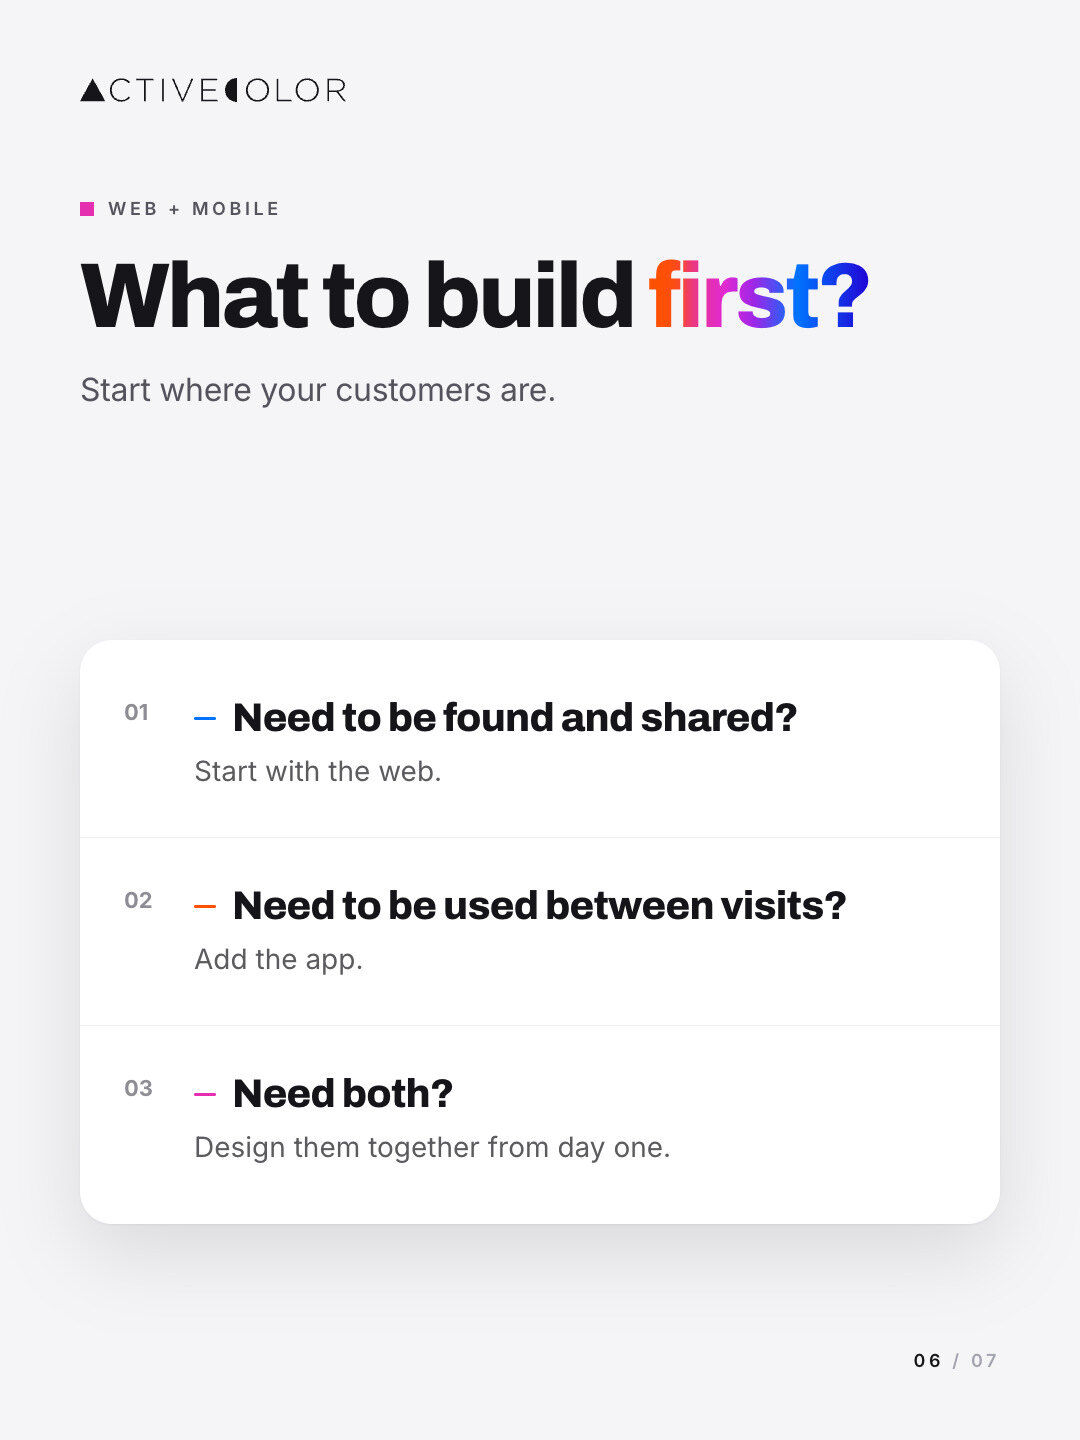 ACTIVECOLOR
WEB + MOBILE
What to build first?
Start where your customers are.
01
Need to be found and shared?
Start with the web.
02
Need to be used between visits?
Add the app.
03
Need both?
Design them together from day one.
06 / 07